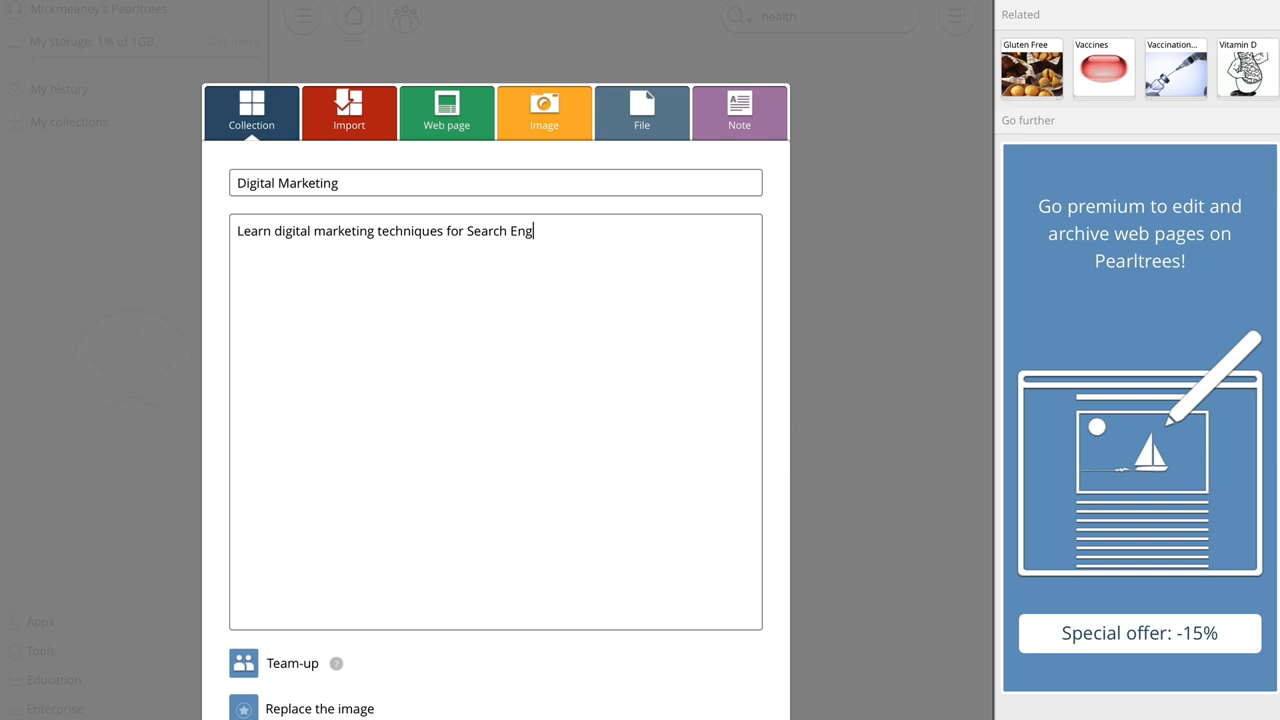 Mickmeaney's Pearltrees
My storage: 1% of 1GB
Get more
My history
My collections
health
Collection
Import
Web page
Image
File
Note
Digital Marketing
Learn digital marketing techniques for Search Eng
Team-up
?
Replace the image
Apps
Tools
Education
Enterprise
Related
Gluten Free
Vaccines
Vaccination...
Vitamin D
Go further
Go premium to edit and
archive web pages on
Pearltrees!
Special offer: -15%